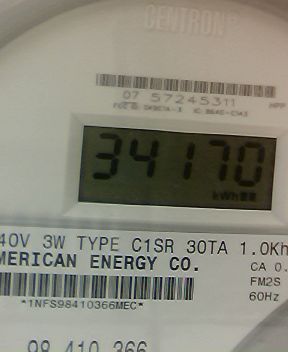 CENTRON®
07 57245311
34170
kWh
40V 3W TYPE C1SR 30TA 1.0Kh
MERICAN ENERGY CO.
CA 0.
FM2S
*1NFS98410366MEC*
60Hz
98 410 366